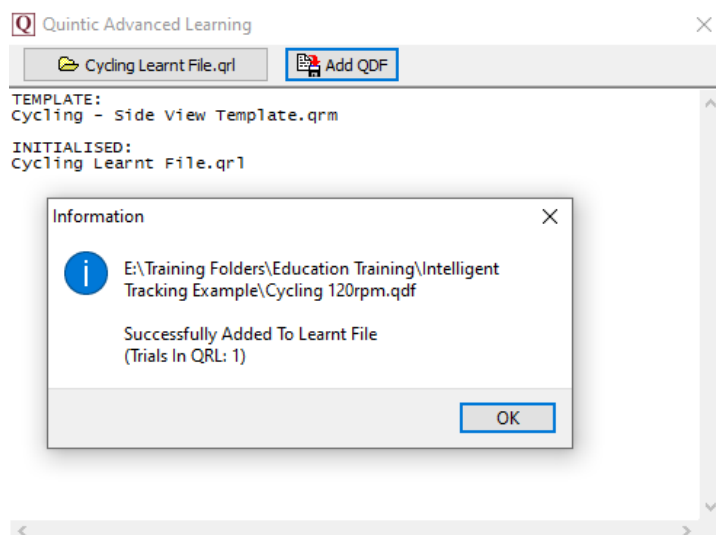 Quintic Advanced Learning
Cycling Learnt File.qrl Add QDF
TEMPLATE:
Cycling - Side View Template.qrm
INITIALISED:
Cycling Learnt File.qrl
Information
E:\Training Folders\Education Training\Intelligent
Tracking Example\Cycling 120rpm.qdf
Successfully Added To Learnt File
(Trials In QRL: 1)
OK